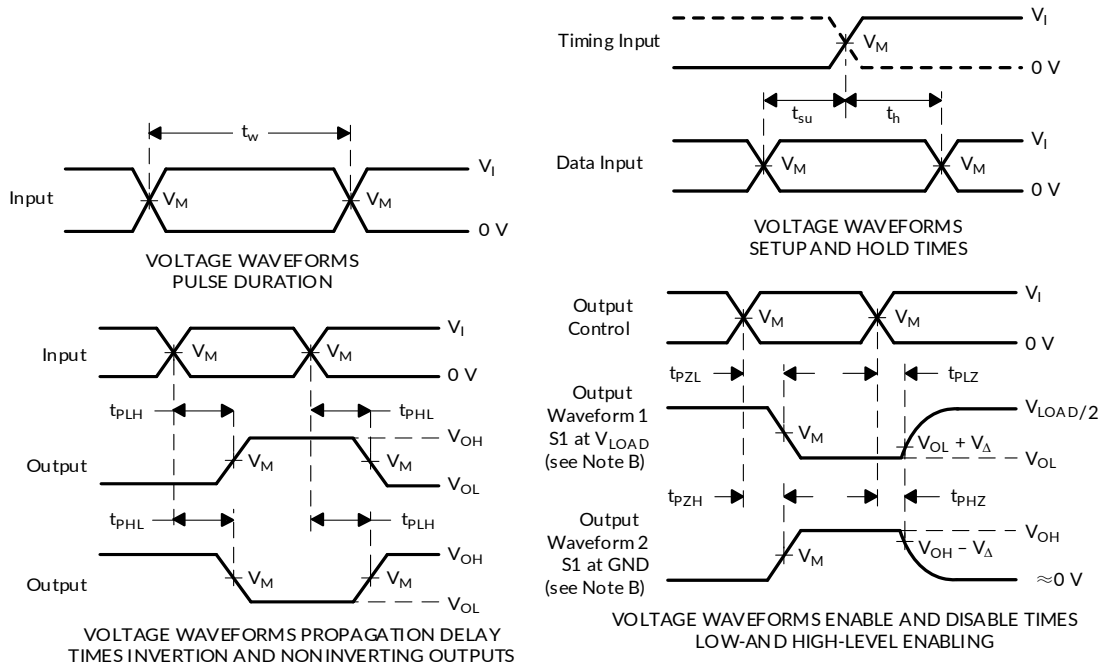 t_w
V_I
Input
V_M
V_M
0 V
VOLTAGE WAVEFORMS
PULSE DURATION
V_I
Timing Input
V_M
0 V
t_su
t_h
V_I
Data Input
V_M
V_M
0 V
VOLTAGE WAVEFORMS
SETUP AND HOLD TIMES
V_I
Input
V_M
V_M
0 V
t_PLH
t_PHL
V_OH
Output
V_M
V_M
V_OL
t_PHL
t_PLH
V_OH
Output
V_M
V_M
V_OL
VOLTAGE WAVEFORMS PROPAGATION DELAY
TIMES INVERTION AND NONINVERTING OUTPUTS
V_I
Output
Control
V_M
V_M
0 V
t_PZL
t_PLZ
Output
Waveform 1
S1 at V_LOAD
(see Note B)
V_LOAD/2
V_M
V_OL + V_Δ
V_OL
t_PZH
t_PHZ
Output
Waveform 2
S1 at GND
(see Note B)
V_OH
V_M
V_OH – V_Δ
≈0 V
VOLTAGE WAVEFORMS ENABLE AND DISABLE TIMES
LOW-AND HIGH-LEVEL ENABLING